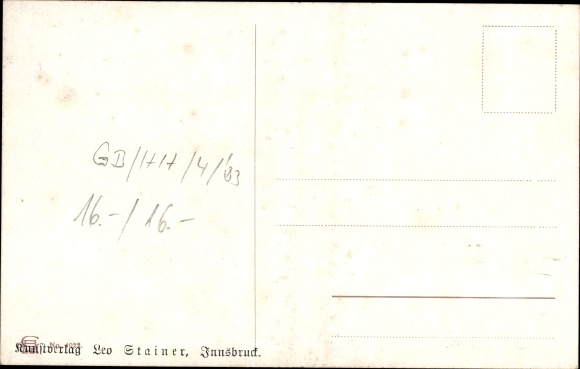 GB/HH/4/'83
16.-/16.-
Kunstverlag Leo Stainer, Innsbruck.